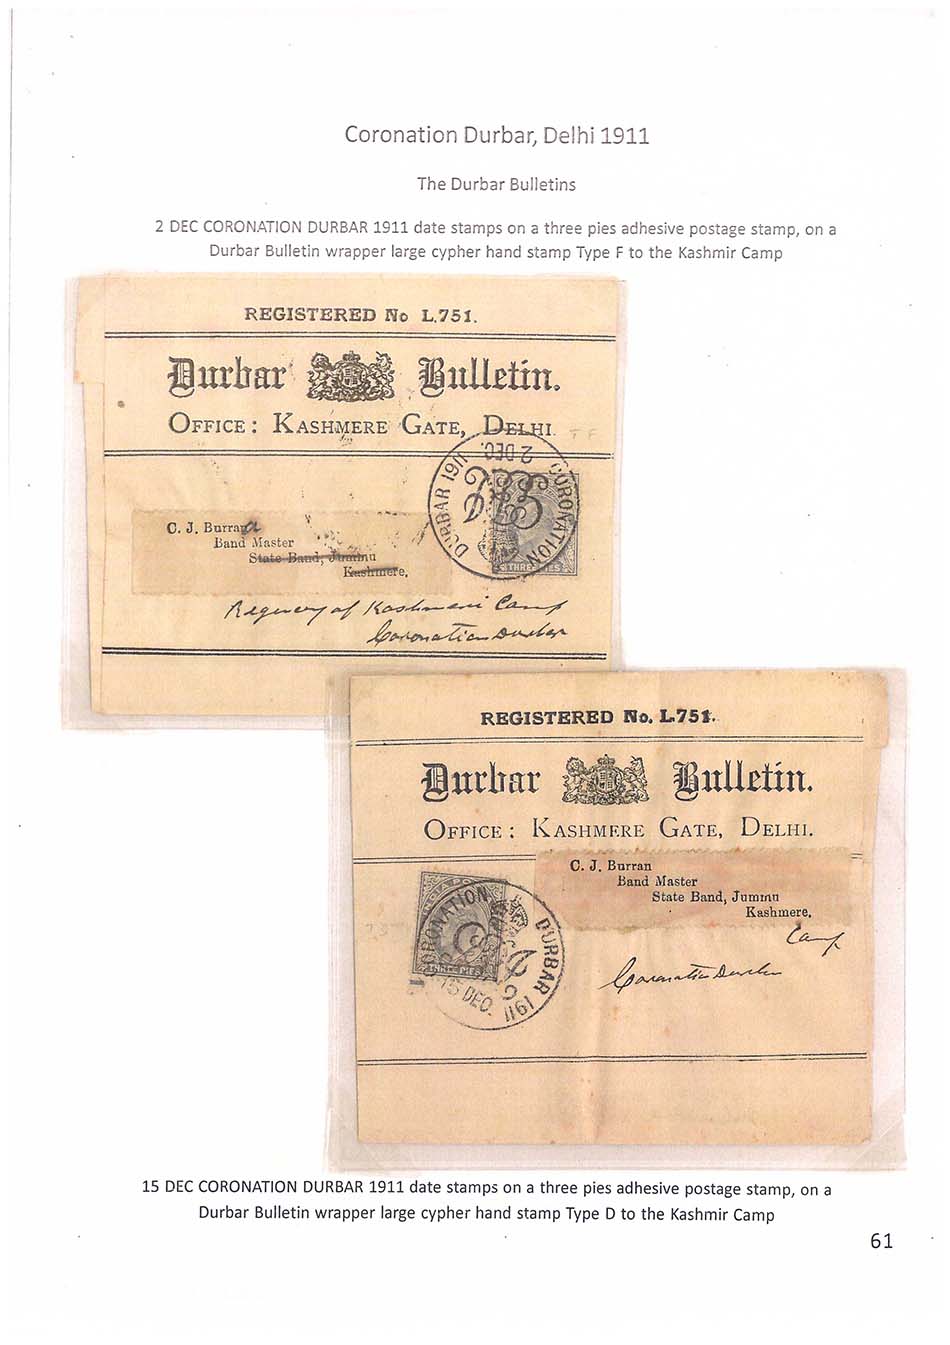 Coronation Durbar, Delhi 1911
The Durbar Bulletins
2 DEC CORONATION DURBAR 1911 date stamps on a three pies adhesive postage stamp, on a
Durbar Bulletin wrapper large cypher hand stamp Type F to the Kashmir Camp
REGISTERED No L.751.
Durbar Bulletin.
OFFICE: KASHMERE GATE, DELHI.
DURBAR 1911 2 DEC. CORONATION
THREE PIES
C. J. Burran
Band Master
State Band, Jummu
Kashmere.
Regency of Kashmeri Camp
Coronation Durbar
REGISTERED No. L.751.
Durbar Bulletin.
OFFICE: KASHMERE GATE, DELHI.
C. J. Burran
Band Master
State Band, Jummu
Kashmere.
Camp
Coronation Durbar
CORONATION DURBAR 1911
15 DEC.
THREE PIES
15 DEC CORONATION DURBAR 1911 date stamps on a three pies adhesive postage stamp, on a
Durbar Bulletin wrapper large cypher hand stamp Type D to the Kashmir Camp
61